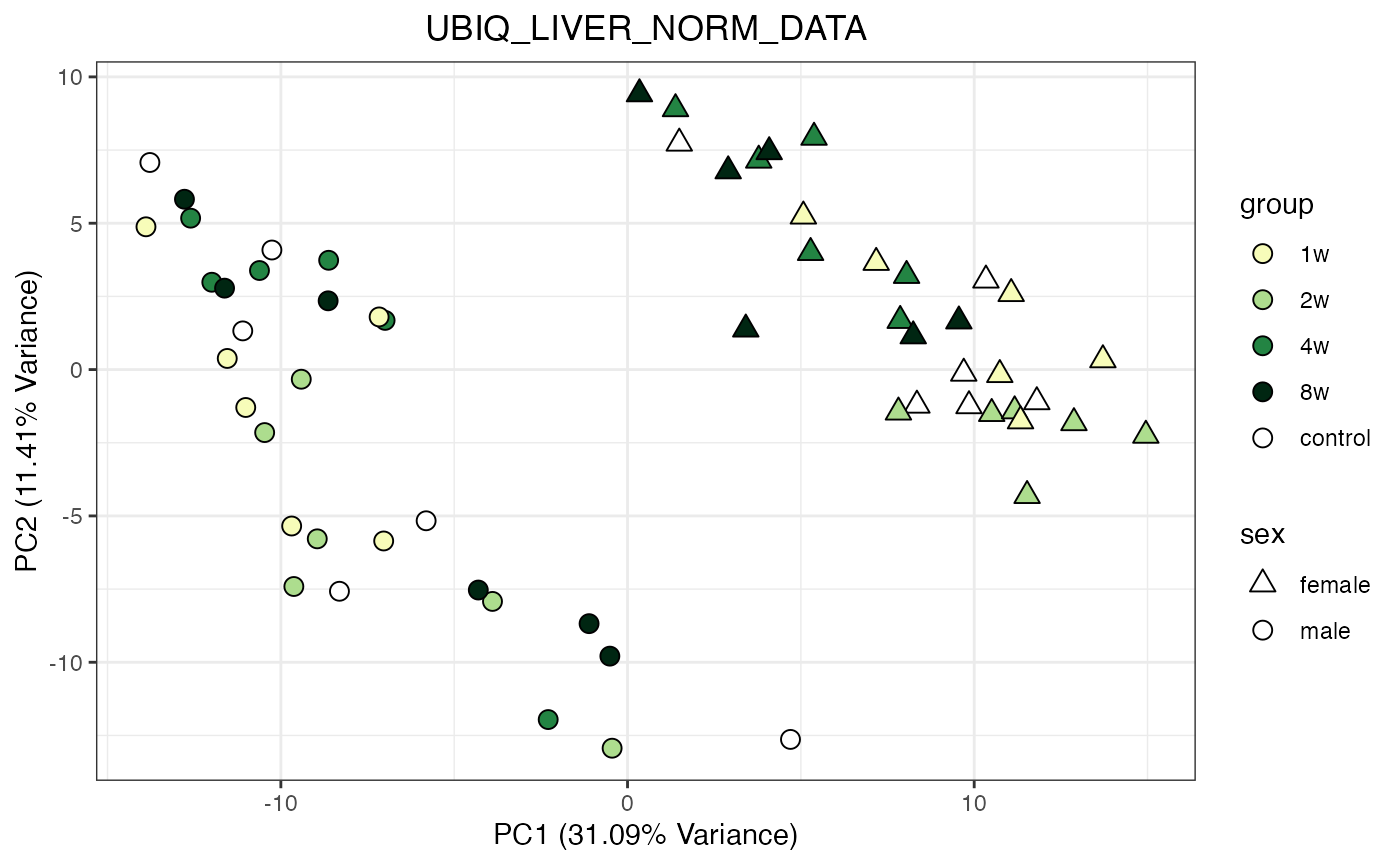 UBIQ_LIVER_NORM_DATA
10
5
0
-5
-10
PC2 (11.41% Variance)
-10
0
10
PC1 (31.09% Variance)
group
1w
2w
4w
8w
control
sex
female
male